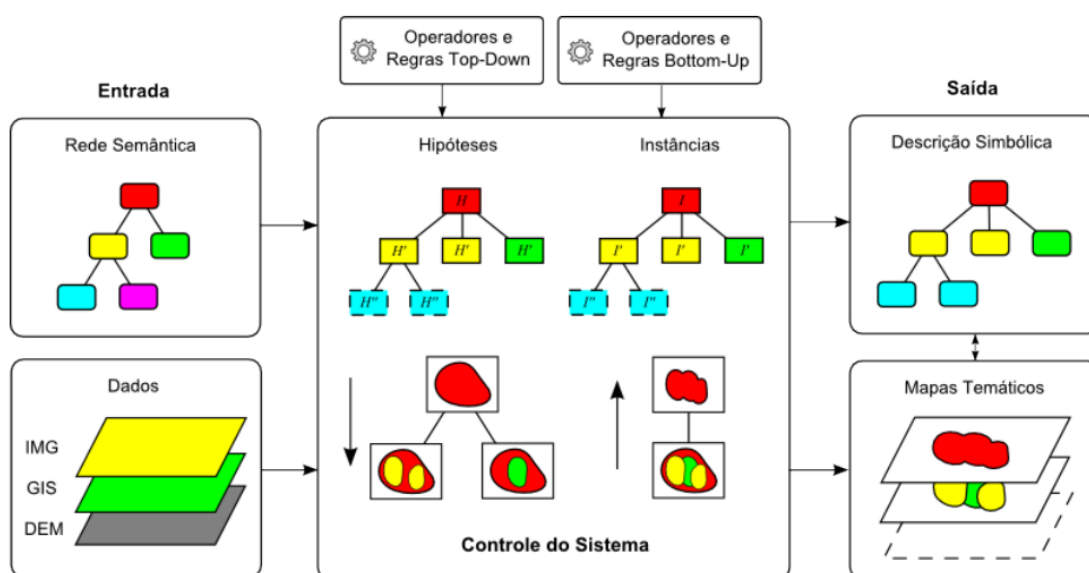 Operadores e
Regras Top-Down
Operadores e
Regras Bottom-Up
Entrada
Saída
Rede Semântica
Hipóteses
Instâncias
Descrição Simbólica
H
I
H'
H'
H'
I'
I'
I'
H''
H''
I''
I''
Dados
IMG
GIS
DEM
Mapas Temáticos
Controle do Sistema